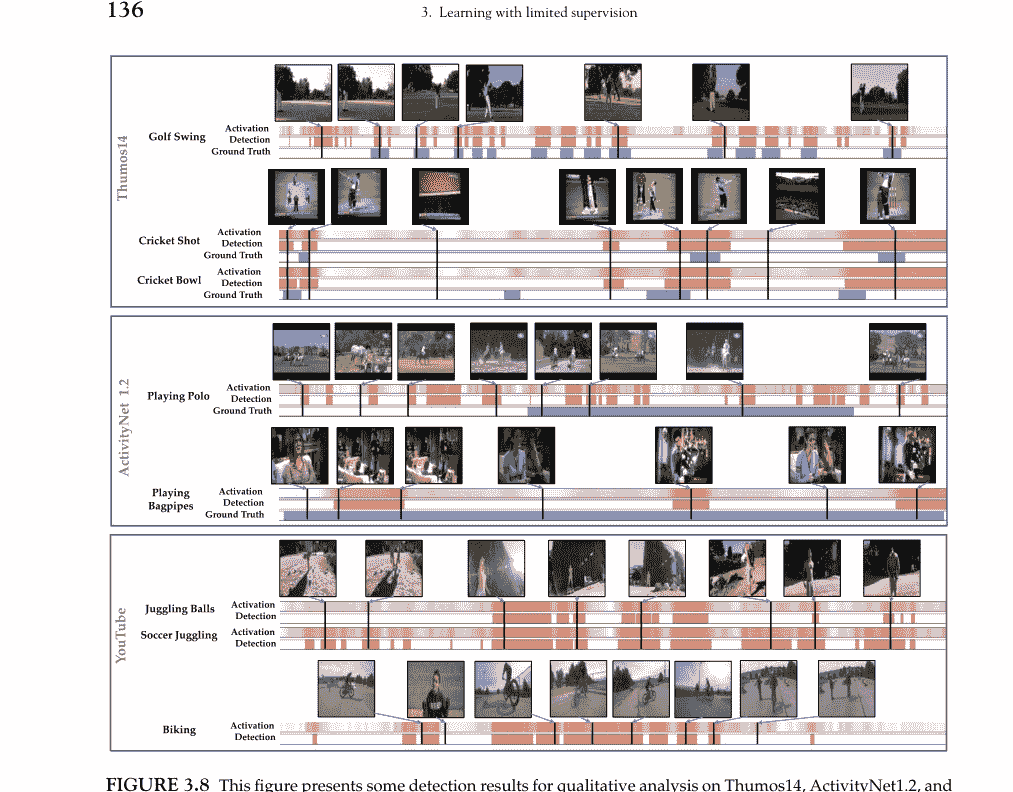 136
3. Learning with limited supervision
Thumos14
Golf Swing
Activation
Detection
Ground Truth
Cricket Shot
Activation
Detection
Ground Truth
Cricket Bowl
Activation
Detection
Ground Truth
ActivityNet 1.2
Playing Polo
Activation
Detection
Ground Truth
Playing
Bagpipes
Activation
Detection
Ground Truth
YouTube
Juggling Balls
Activation
Detection
Soccer Juggling
Activation
Detection
Biking
Activation
Detection
FIGURE 3.8 This figure presents some detection results for qualitative analysis on Thumos14, ActivityNet1.2, and